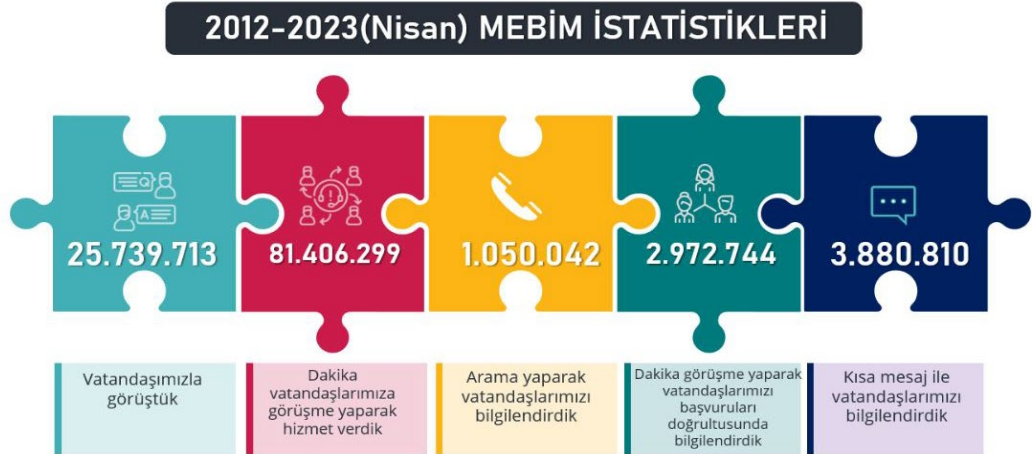 2012-2023(Nisan) MEBİM İSTATİSTİKLERİ
Q
A
25.739.713
81.406.299
1.050.042
2.972.744
3.880.810
Vatandaşımızla
görüştük
Dakika
vatandaşlarımıza
görüşme yaparak
hizmet verdik
Arama yaparak
vatandaşlarımızı
bilgilendirdik
Dakika görüşme yaparak
vatandaşlarımızı
başvuruları
doğrultusunda
bilgilendirdik
Kısa mesaj ile
vatandaşlarımızı
bilgilendirdik